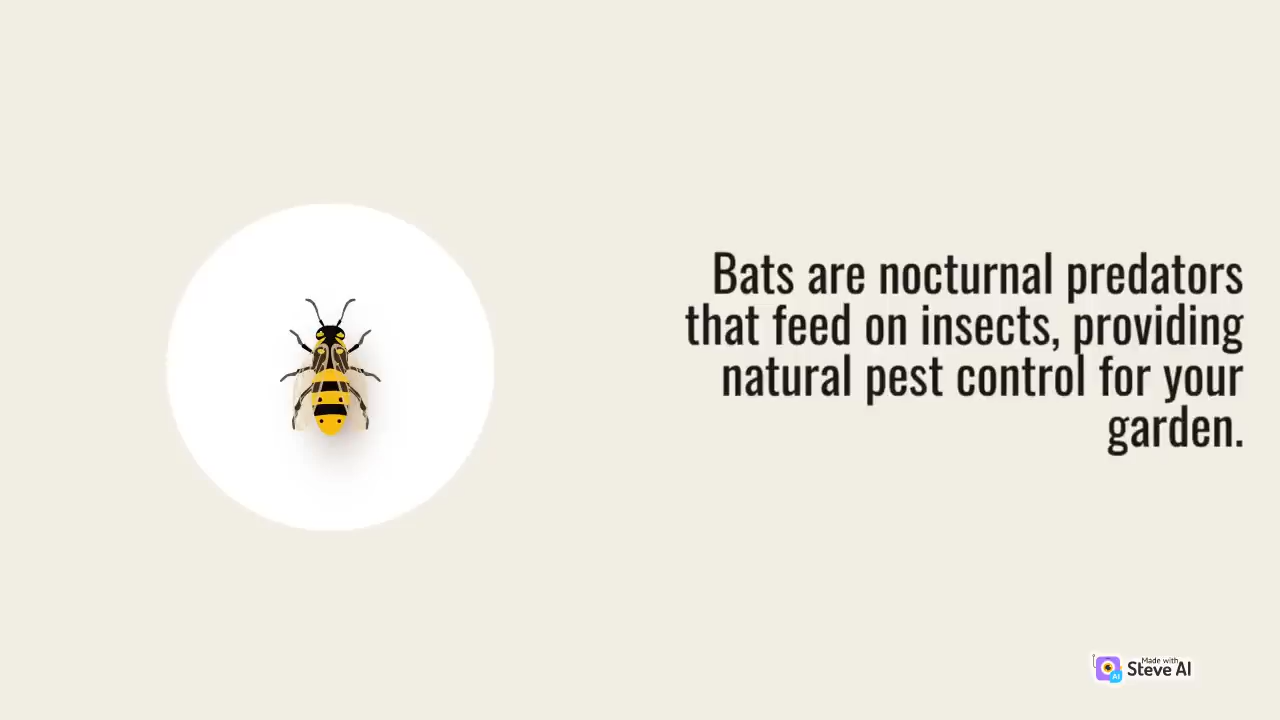 Bats are nocturnal predators
that feed on insects, providing
natural pest control for your
garden.
Made with
Steve AI
AI